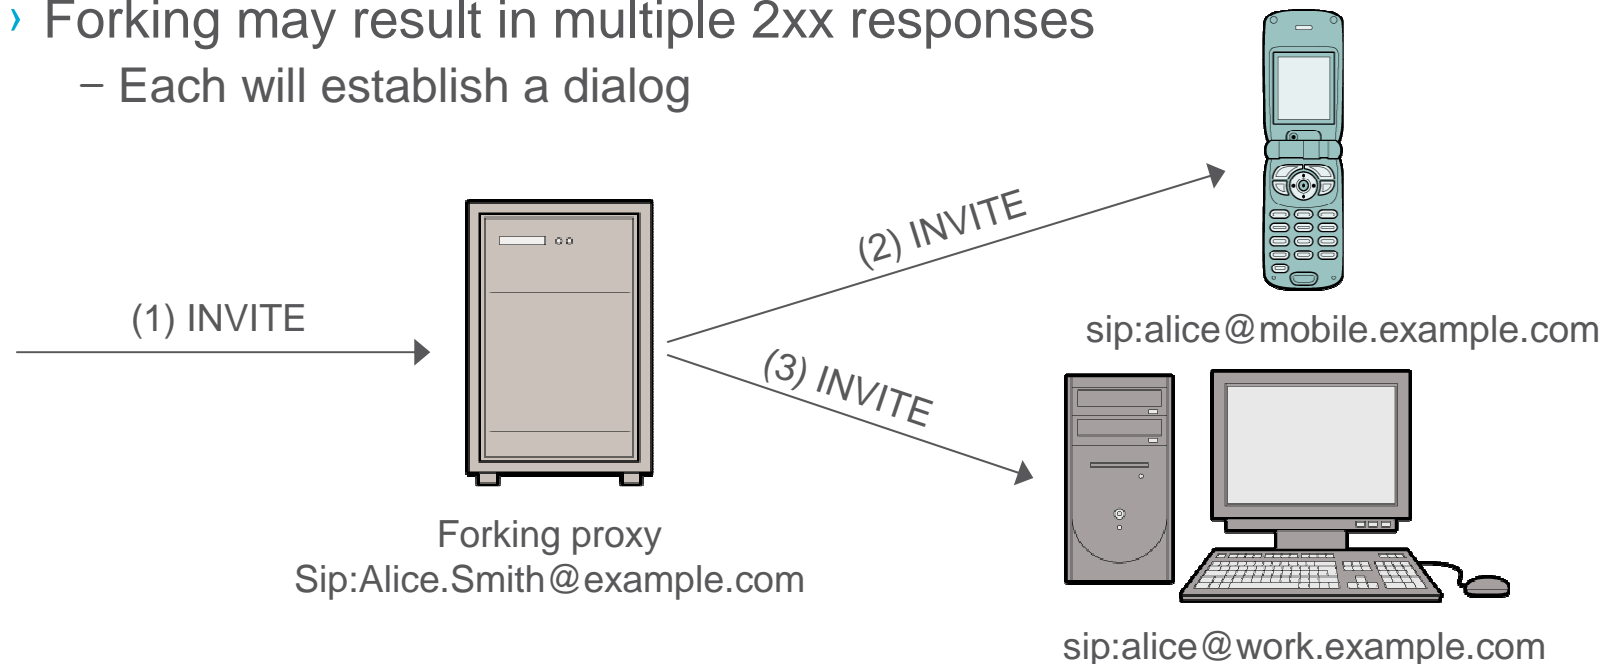 › Forking may result in multiple 2xx responses
– Each will establish a dialog
(1) INVITE
(2) INVITE
(3) INVITE
sip:alice@mobile.example.com
Forking proxy
Sip:Alice.Smith@example.com
sip:alice@work.example.com